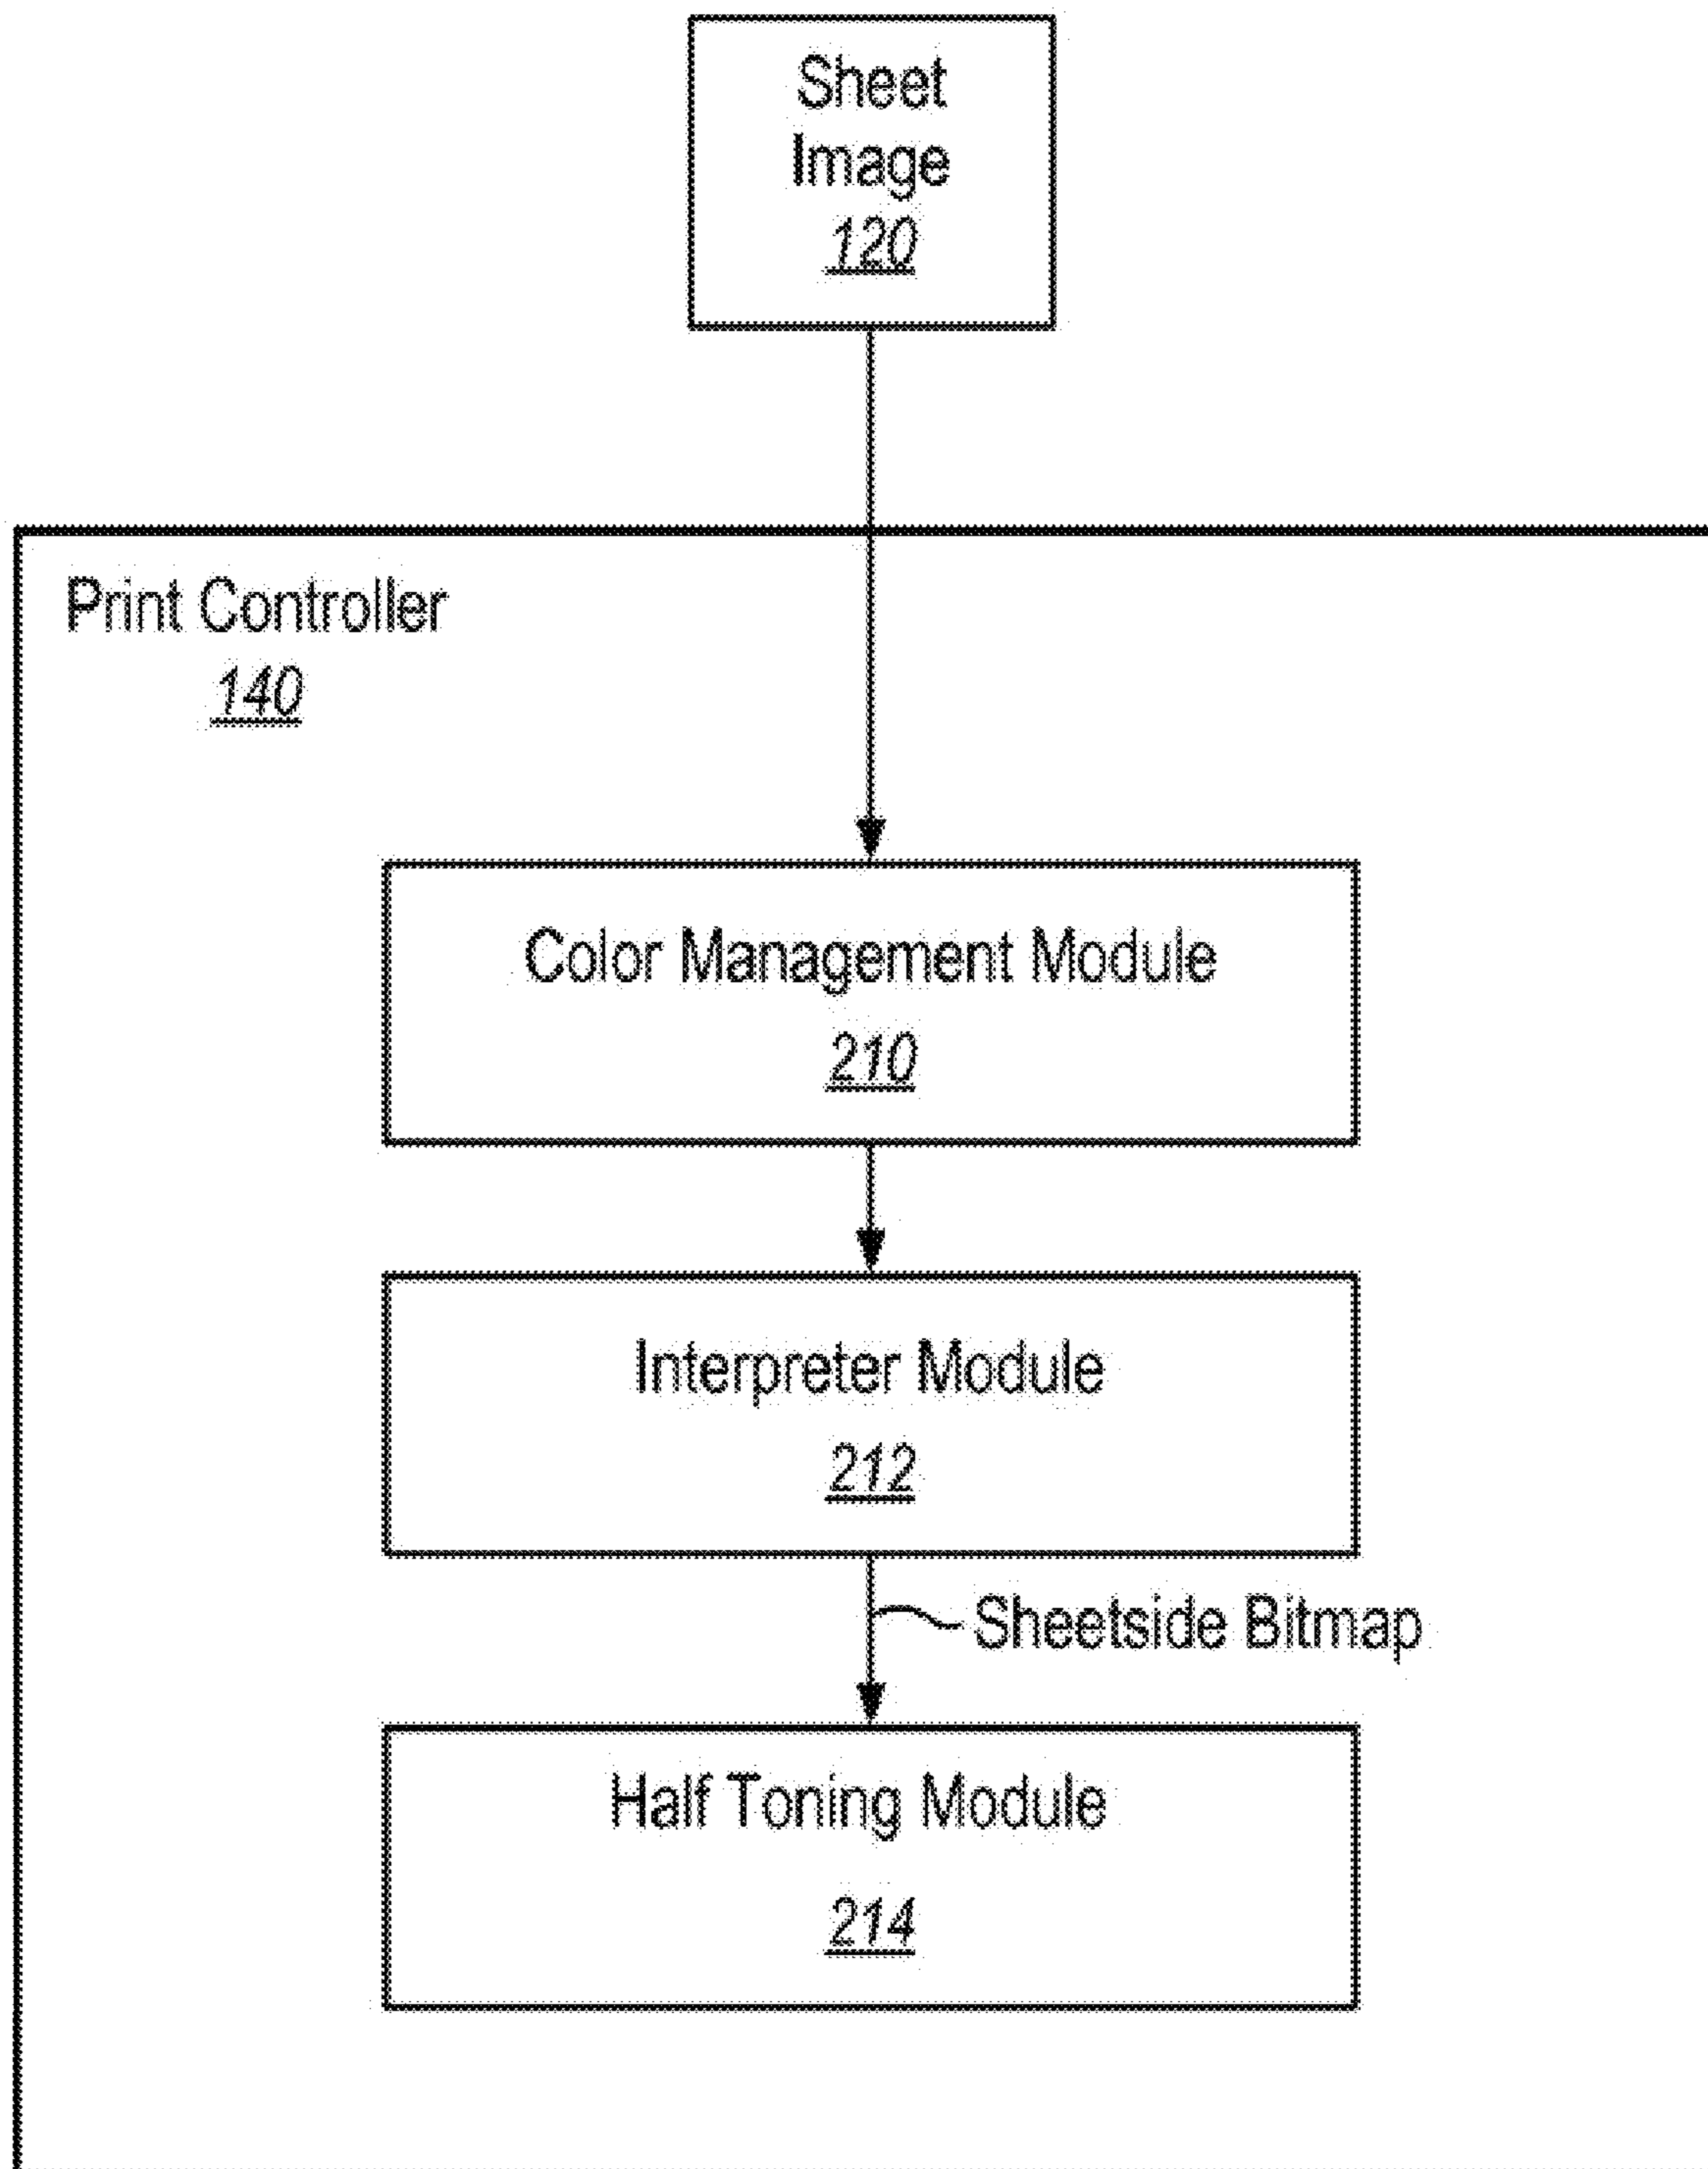 Sheet
Image
120
Print Controller
140
Color Management Module
210
Interpreter Module
212
Sheetside Bitmap
Half Toning Module
214